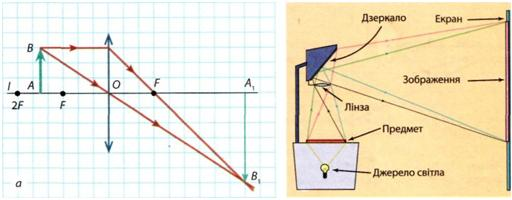 B
I
A
O
F
A₁
2F
F
B₁
а
Дзеркало
Екран
Зображення
Лінза
Предмет
Джерело світла